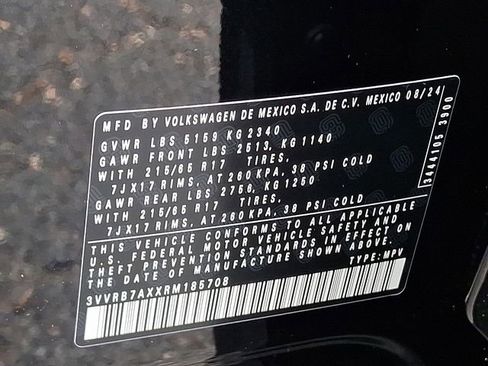 MFD BY VOLKSWAGEN DE MEXICO S.A. DE C.V. MEXICO 08/24
GVWR LBS 5159 KG 2340
GAWR FRONT LBS 2513, KG 1140
WITH 215/65 R17 TIRES,
7JX17 RIMS, AT 260 KPA, 38 PSI COLD
GAWR REAR LBS 2756, KG 1250
WITH 215/65 R17 TIRES,
7JX17 RIMS, AT 260 KPA, 38 PSI COLD
THIS VEHICLE CONFORMS TO ALL APPLICABLE
U.S. FEDERAL MOTOR VEHICLE SAFETY AND
THEFT PREVENTION STANDARDS IN EFFECT ON
THE DATE OF MANUFACTURE SHOWN ABOVE.
3VVRB7AXXRM185708 TYPE: MPV
3444105 3900